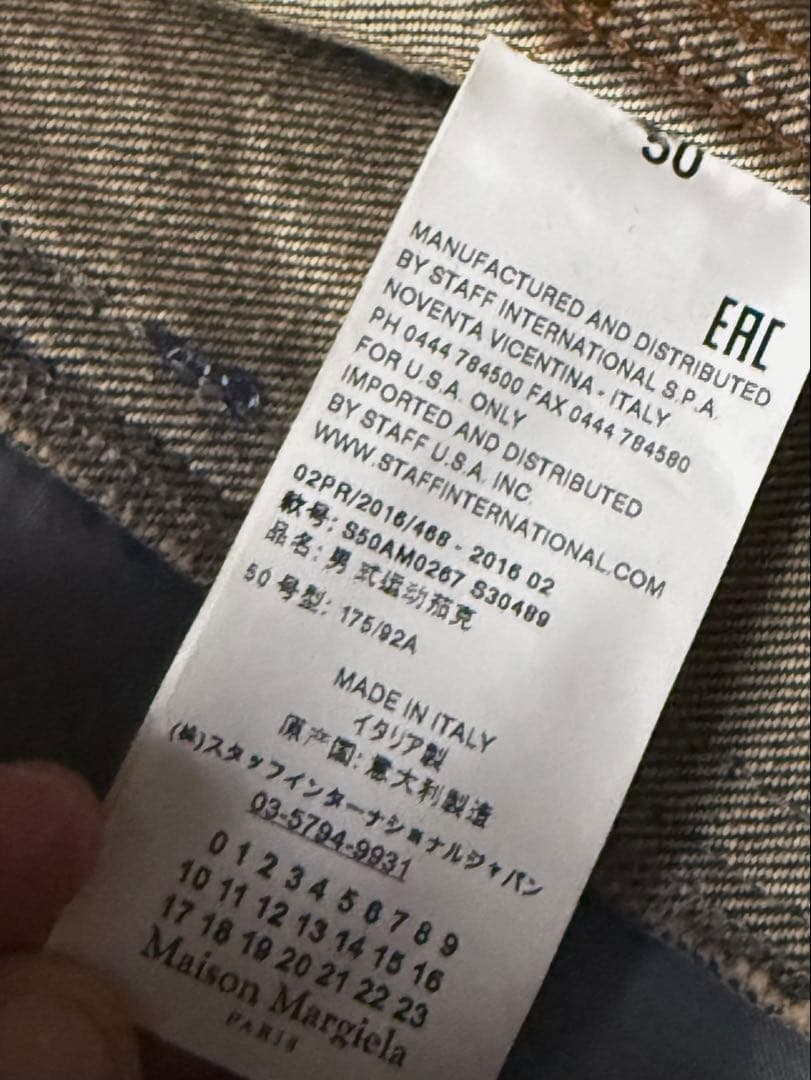 50
EAC
MANUFACTURED AND DISTRIBUTED
BY STAFF INTERNATIONAL S.P.A.
NOVENTA VICENTINA - ITALY
PH 0444 784500 FAX 0444 784580
FOR U.S.A. ONLY
IMPORTED AND DISTRIBUTED
BY STAFF U.S.A. INC.
WWW.STAFFINTERNATIONAL.COM
02PR/2016/468 - 2016 02
款号: S50AM0267 S30489
品名: 男式运动茄克
50 号型: 175/92A
MADE IN ITALY
イタリア製
原产国: 意大利製造
(株)スタッフインターナショナルジャパン
03-5794-9931
0 1 2 3 4 5 6 7 8 9
10 11 12 13 14 15 16
17 18 19 20 21 22 23
Maison Margiela
PARIS